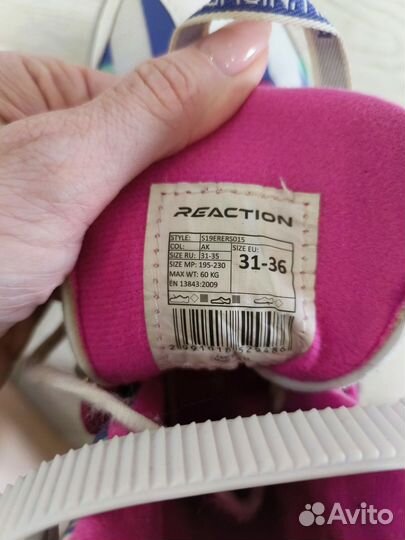 REACTION
STYLE: S19ERERS015
COL: AK
SIZE RU: 31-35
SIZE MP: 195-230
MAX WT: 60 KG
EN 13843:2009
SIZE EU:
31-36
Avito